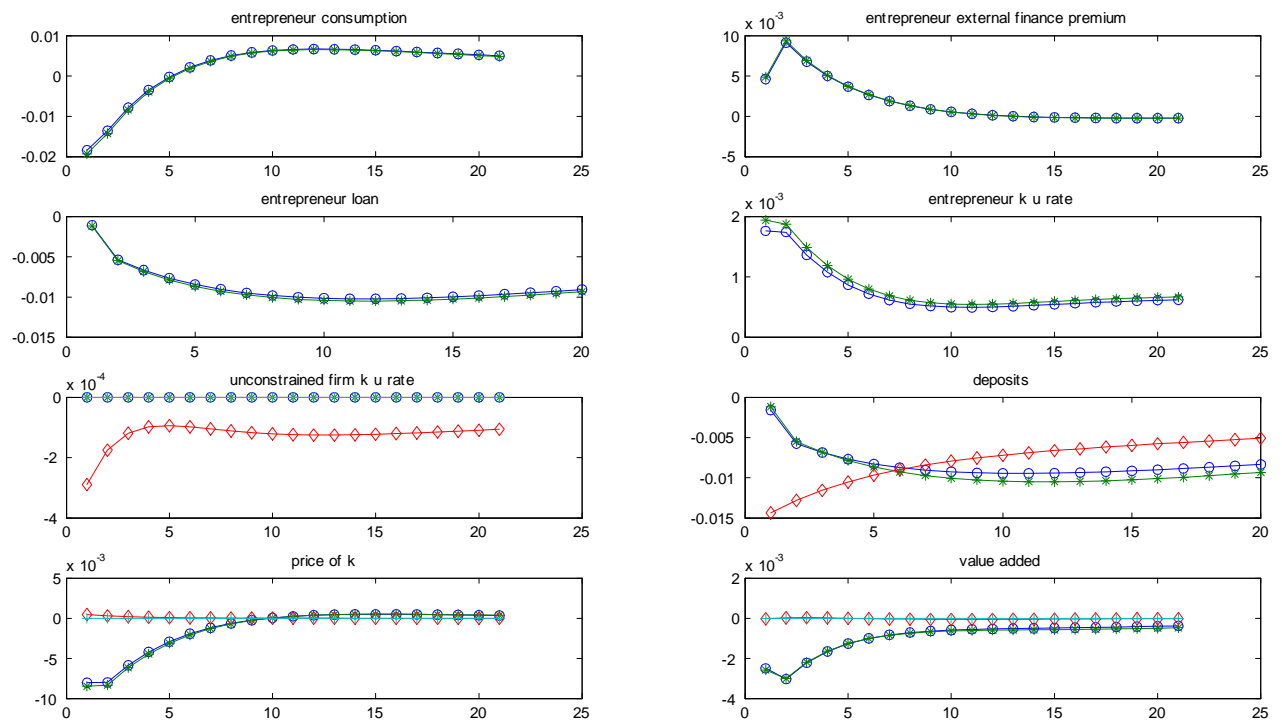 entrepreneur consumption
0.01
0
-0.01
-0.02
0 5 10 15 20 25
entrepreneur external finance premium
x 10-3
10
5
0
-5
0 5 10 15 20 25
entrepreneur loan
0
-0.005
-0.01
-0.015
0 5 10 15 20
entrepreneur k u rate
x 10-3
2
1
0
0 5 10 15 20 25
unconstrained firm k u rate
x 10-4
0
-2
-4
0 5 10 15 20 25
deposits
0
-0.005
-0.01
-0.015
0 5 10 15 20
price of k
x 10-3
5
0
-5
-10
0 5 10 15 20 25
value added
x 10-3
2
0
-2
-4
0 5 10 15 20 25